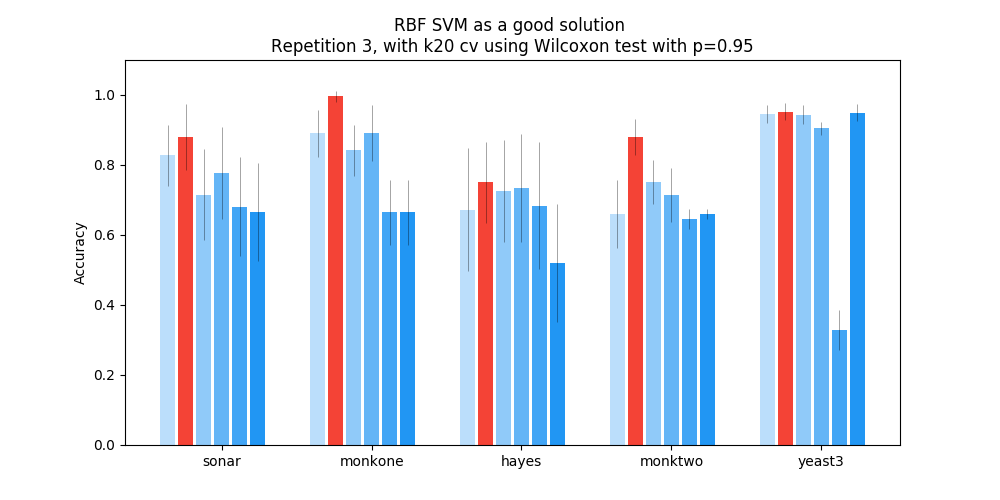 RBF SVM as a good solution
Repetition 3, with k20 cv using Wilcoxon test with p=0.95
Accuracy
1.0
0.8
0.6
0.4
0.2
0.0
sonar
monkone
hayes
monktwo
yeast3